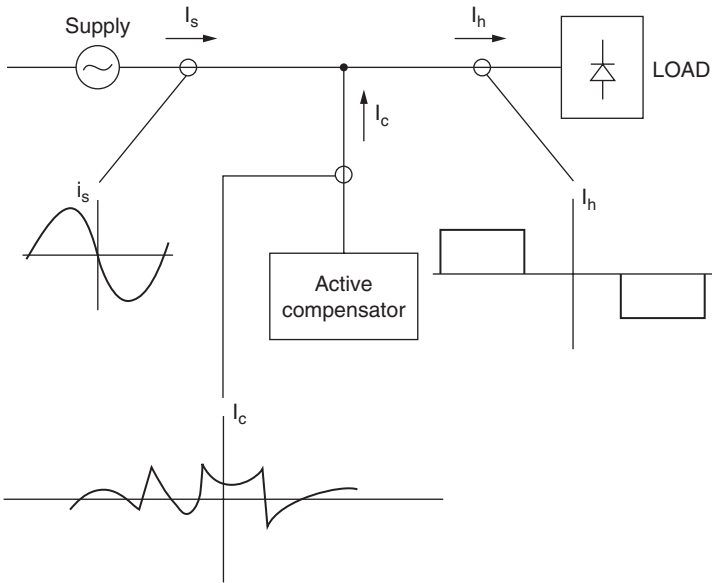 Supply
I_s
I_h
LOAD
I_c
i_s
I_h
Active
compensator
I_c